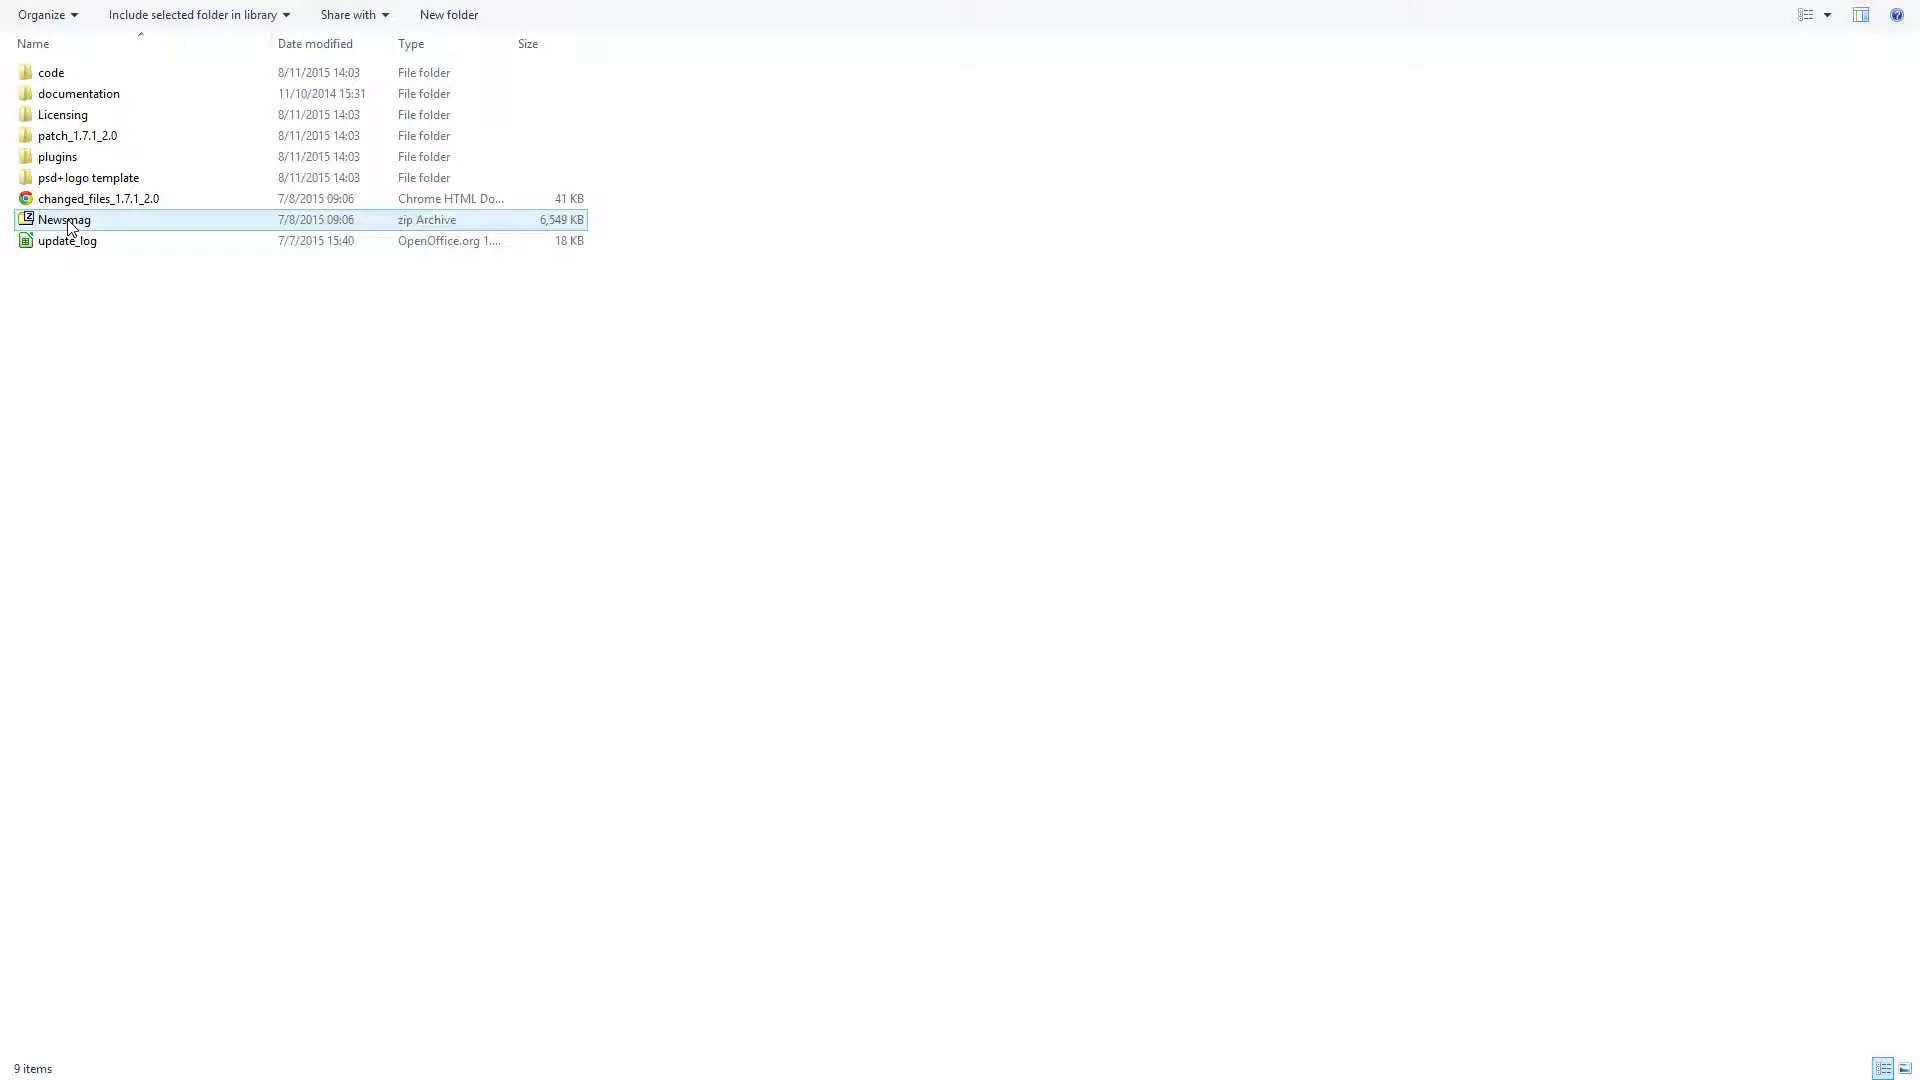 Organize Include selected folder in library Share with New folder
Name Date modified Type Size
code 8/11/2015 14:03 File folder
documentation 11/10/2014 15:31 File folder
Licensing 8/11/2015 14:03 File folder
patch_1.7.1_2.0 8/11/2015 14:03 File folder
plugins 8/11/2015 14:03 File folder
psd+logo template 8/11/2015 14:03 File folder
changed_files_1.7.1_2.0 7/8/2015 09:06 Chrome HTML Do... 41 KB
Newsmag 7/8/2015 09:06 zip Archive 6,549 KB
update_log 7/7/2015 15:40 OpenOffice.org 1.... 18 KB
9 items